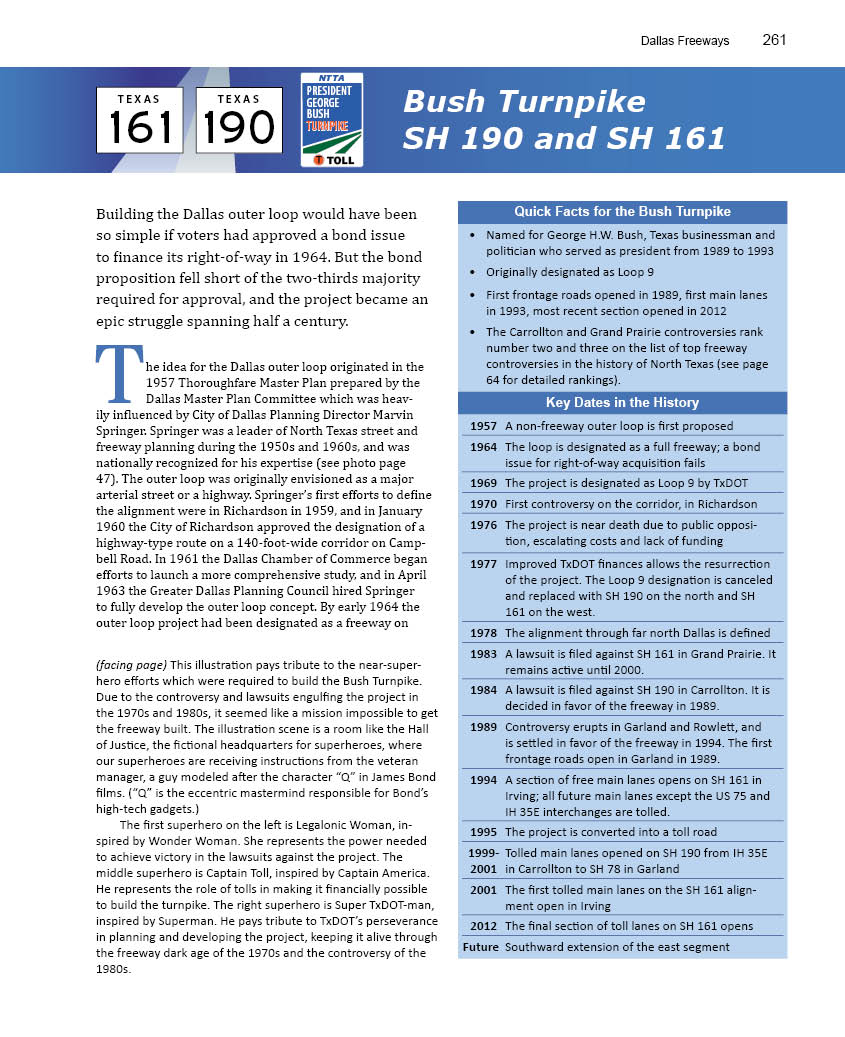 Dallas Freeways 261
TEXAS
161
TEXAS
190
NTTA
PRESIDENT
GEORGE
BUSH
TURNPIKE
T TOLL
Bush Turnpike
SH 190 and SH 161
Building the Dallas outer loop would have been
so simple if voters had approved a bond issue
to finance its right-of-way in 1964. But the bond
proposition fell short of the two-thirds majority
required for approval, and the project became an
epic struggle spanning half a century.
The idea for the Dallas outer loop originated in the
1957 Thoroughfare Master Plan prepared by the
Dallas Master Plan Committee which was heav-
ily influenced by City of Dallas Planning Director Marvin
Springer. Springer was a leader of North Texas street and
freeway planning during the 1950s and 1960s, and was
nationally recognized for his expertise (see photo page
47). The outer loop was originally envisioned as a major
arterial street or a highway. Springer's first efforts to define
the alignment were in Richardson in 1959, and in January
1960 the City of Richardson approved the designation of a
highway-type route on a 140-foot-wide corridor on Camp-
bell Road. In 1961 the Dallas Chamber of Commerce began
efforts to launch a more comprehensive study, and in April
1963 the Greater Dallas Planning Council hired Springer
to fully develop the outer loop concept. By early 1964 the
outer loop project had been designated as a freeway on
(facing page) This illustration pays tribute to the near-super-
hero efforts which were required to build the Bush Turnpike.
Due to the controversy and lawsuits engulfing the project in
the 1970s and 1980s, it seemed like a mission impossible to get
the freeway built. The illustration scene is a room like the Hall
of Justice, the fictional headquarters for superheroes, where
our superheroes are receiving instructions from the veteran
manager, a guy modeled after the character "Q" in James Bond
films. ("Q" is the eccentric mastermind responsible for Bond's
high-tech gadgets.)
The first superhero on the left is Legalonic Woman, in-
spired by Wonder Woman. She represents the power needed
to achieve victory in the lawsuits against the project. The
middle superhero is Captain Toll, inspired by Captain America.
He represents the role of tolls in making it financially possible
to build the turnpike. The right superhero is Super TxDOT-man,
inspired by Superman. He pays tribute to TxDOT's perseverance
in planning and developing the project, keeping it alive through
the freeway dark age of the 1970s and the controversy of the
1980s.
Quick Facts for the Bush Turnpike
• Named for George H.W. Bush, Texas businessman and
politician who served as president from 1989 to 1993
• Originally designated as Loop 9
• First frontage roads opened in 1989, first main lanes
in 1993, most recent section opened in 2012
• The Carrollton and Grand Prairie controversies rank
number two and three on the list of top freeway
controversies in the history of North Texas (see page
64 for detailed rankings).
Key Dates in the History
1957 A non-freeway outer loop is first proposed
1964 The loop is designated as a full freeway; a bond
issue for right-of-way acquisition fails
1969 The project is designated as Loop 9 by TxDOT
1970 First controversy on the corridor, in Richardson
1976 The project is near death due to public opposi-
tion, escalating costs and lack of funding
1977 Improved TxDOT finances allows the resurrection
of the project. The Loop 9 designation is canceled
and replaced with SH 190 on the north and SH
161 on the west.
1978 The alignment through far north Dallas is defined
1983 A lawsuit is filed against SH 161 in Grand Prairie. It
remains active until 2000.
1984 A lawsuit is filed against SH 190 in Carrollton. It is
decided in favor of the freeway in 1989.
1989 Controversy erupts in Garland and Rowlett, and
is settled in favor of the freeway in 1994. The first
frontage roads open in Garland in 1989.
1994 A section of free main lanes opens on SH 161 in
Irving; all future main lanes except the US 75 and
IH 35E interchanges are tolled.
1995 The project is converted into a toll road
1999- Tolled main lanes opened on SH 190 from IH 35E
2001 in Carrollton to SH 78 in Garland
2001 The first tolled main lanes on the SH 161 align-
ment open in Irving
2012 The final section of toll lanes on SH 161 opens
Future Southward extension of the east segment